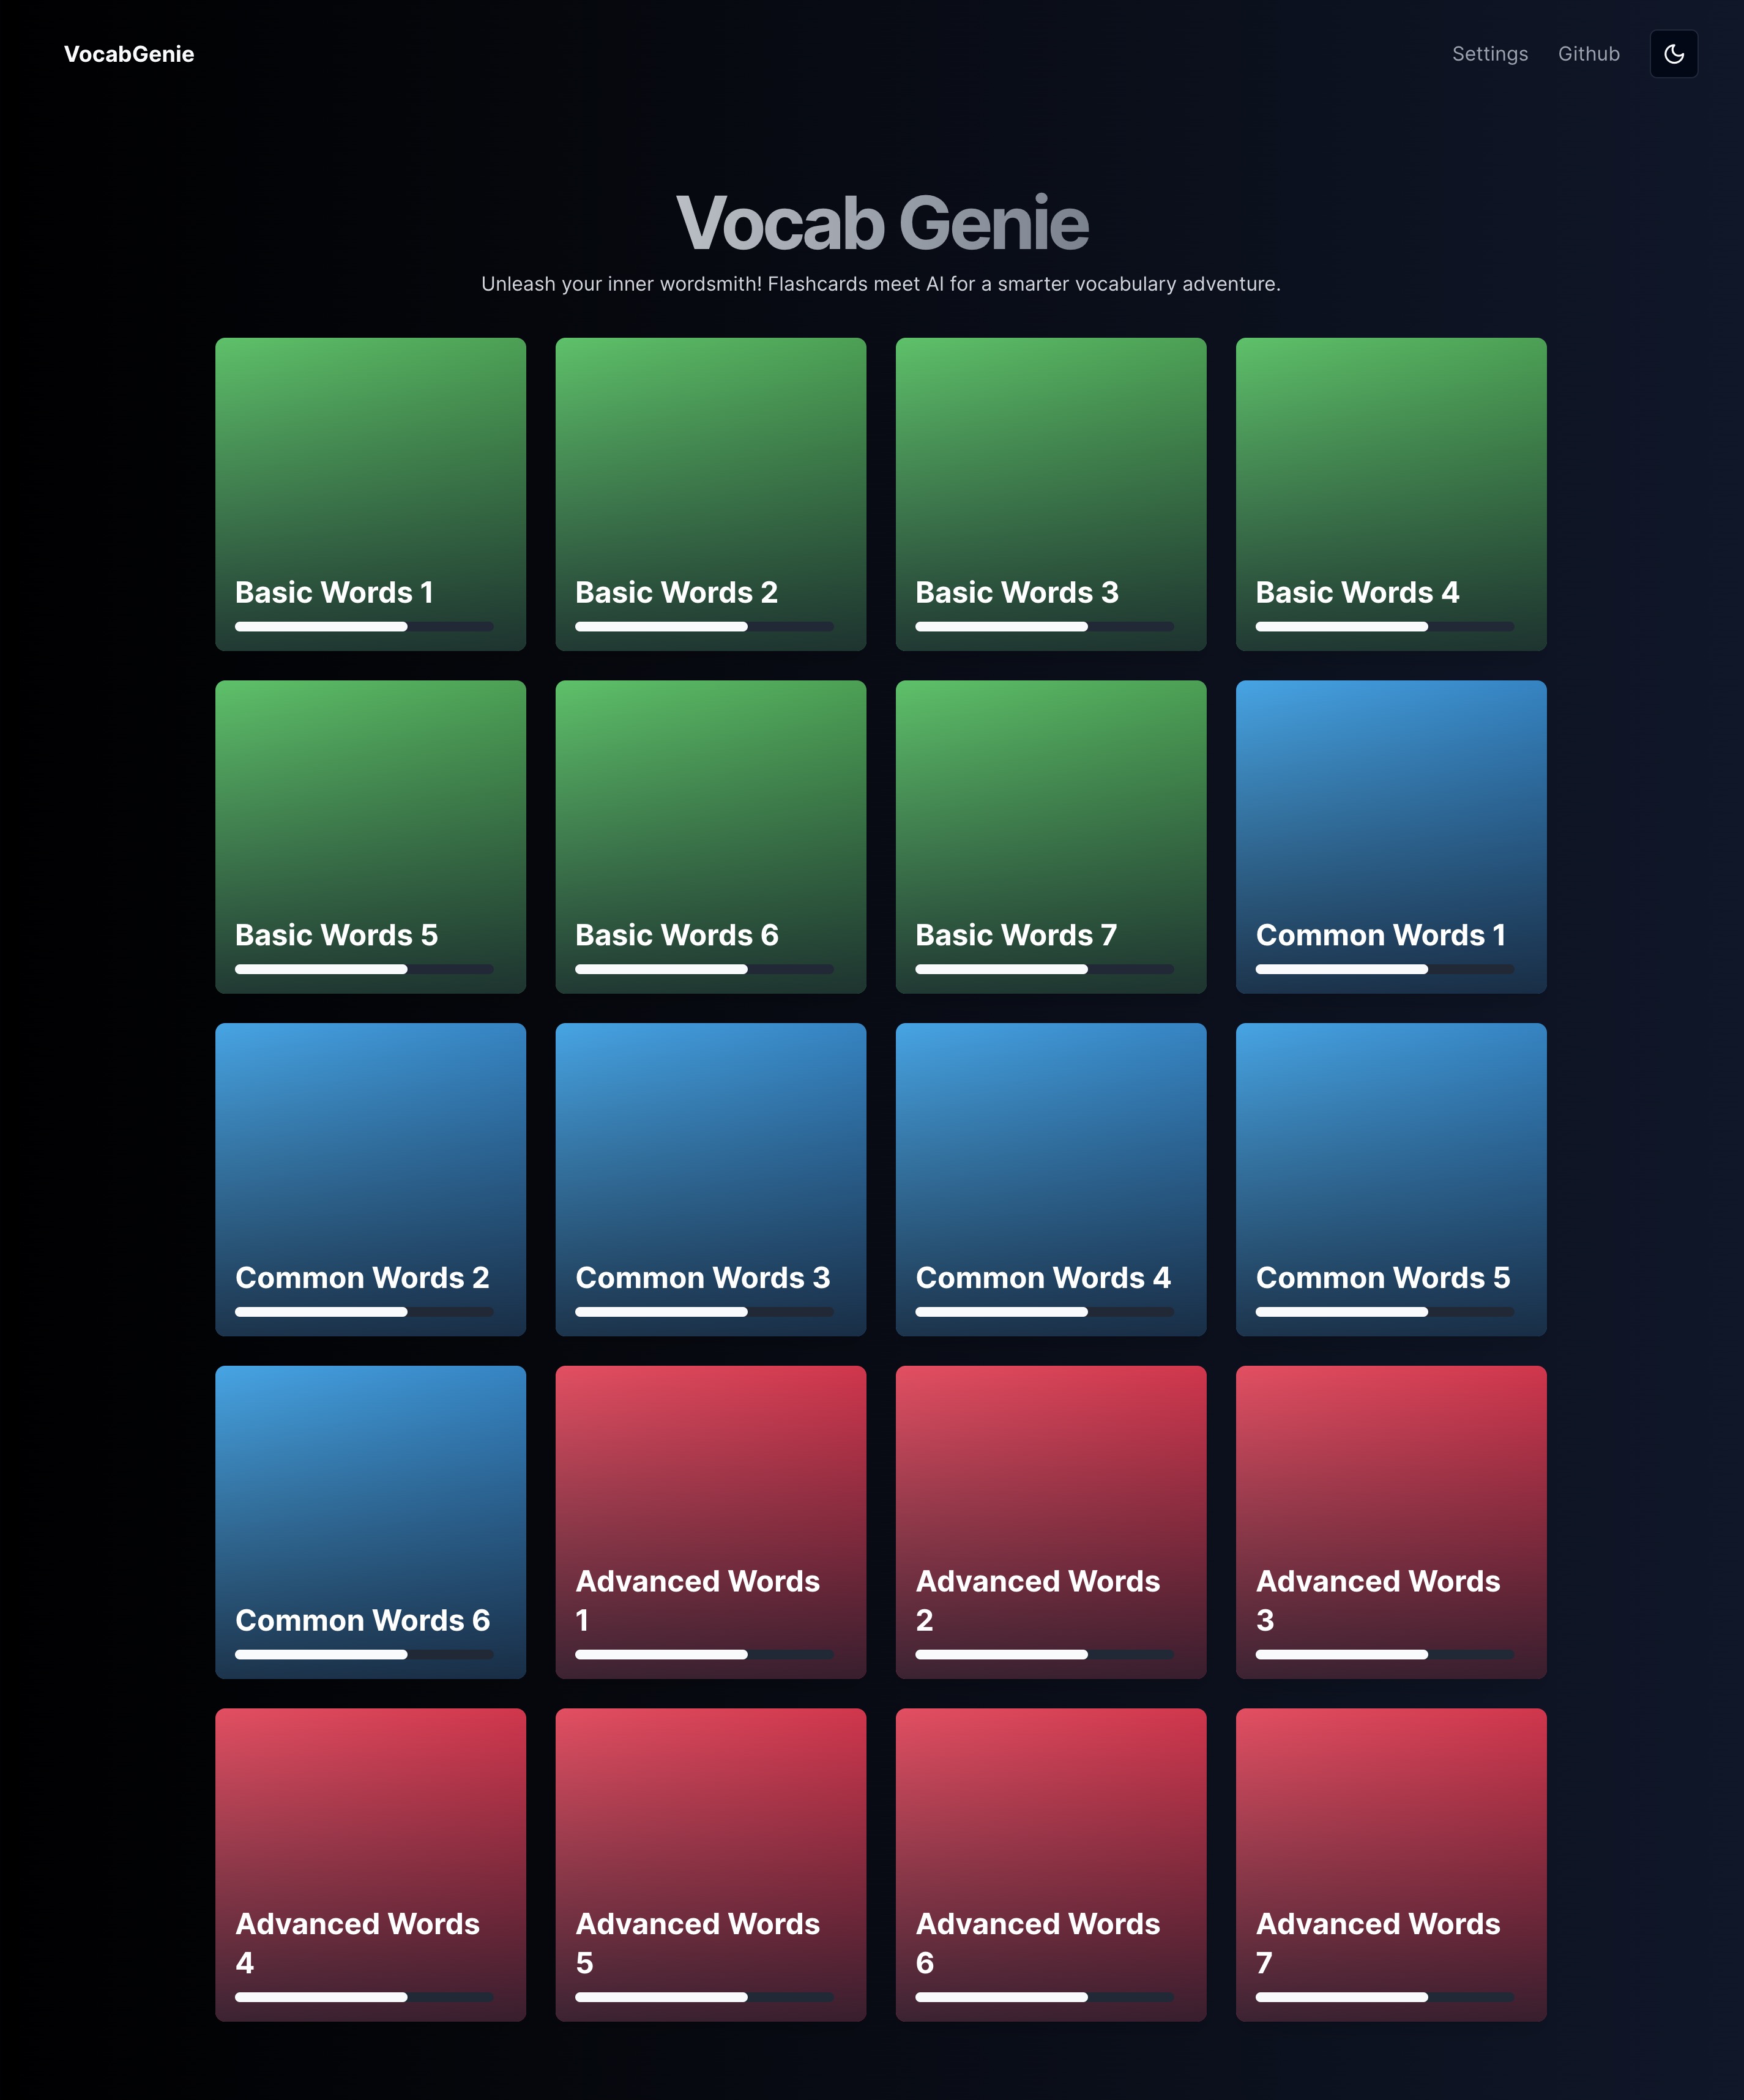 VocabGenie
Settings
Github
Vocab Genie
Unleash your inner wordsmith! Flashcards meet AI for a smarter vocabulary adventure.
Basic Words 1
Basic Words 2
Basic Words 3
Basic Words 4
Basic Words 5
Basic Words 6
Basic Words 7
Common Words 1
Common Words 2
Common Words 3
Common Words 4
Common Words 5
Common Words 6
Advanced Words
1
Advanced Words
2
Advanced Words
3
Advanced Words
4
Advanced Words
5
Advanced Words
6
Advanced Words
7